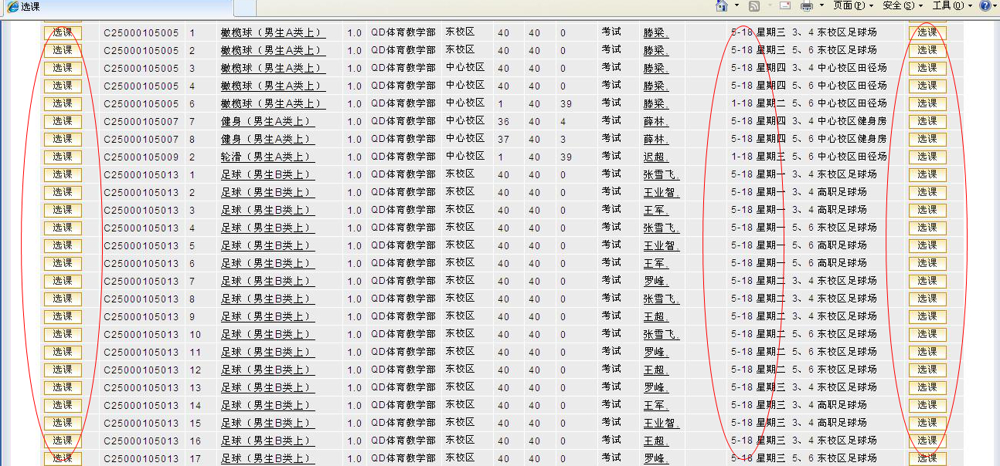 选课
页面(P) 安全(S) 工具(O)
选课 C25000105005 1 橄榄球（男生A类上） 1.0 QD体育教学部 东校区 40 40 0 考试 滕梁. 5-18 星期三 3、4 东校区足球场 选课
选课 C25000105005 2 橄榄球（男生A类上） 1.0 QD体育教学部 东校区 40 40 0 考试 滕梁. 5-18 星期三 5、6 东校区足球场 选课
选课 C25000105005 3 橄榄球（男生A类上） 1.0 QD体育教学部 中心校区 40 40 0 考试 滕梁. 5-18 星期四 3、4 中心校区田径场 选课
选课 C25000105005 4 橄榄球（男生A类上） 1.0 QD体育教学部 中心校区 40 40 0 考试 滕梁. 5-18 星期四 5、6 中心校区田径场 选课
选课 C25000105005 6 橄榄球（男生A类上） 1.0 QD体育教学部 中心校区 1 40 39 考试 滕梁. 1-18 星期二 5、6 中心校区田径场 选课
选课 C25000105007 7 健身（男生A类上） 1.0 QD体育教学部 中心校区 36 40 4 考试 薛林. 5-18 星期四 3、4 中心校区健身房 选课
选课 C25000105007 8 健身（男生A类上） 1.0 QD体育教学部 中心校区 37 40 3 考试 薛林. 5-18 星期四 5、6 中心校区健身房 选课
选课 C25000105009 2 轮滑（男生A类上） 1.0 QD体育教学部 中心校区 1 40 39 考试 迟超. 1-18 星期三 5、6 中心校区田径场 选课
选课 C25000105013 1 足球（男生B类上） 1.0 QD体育教学部 东校区 40 40 0 考试 张雪飞. 5-18 星期一 3、4 东校区足球场 选课
选课 C25000105013 2 足球（男生B类上） 1.0 QD体育教学部 东校区 40 40 0 考试 王业智. 5-18 星期一 3、4 高职足球场 选课
选课 C25000105013 3 足球（男生B类上） 1.0 QD体育教学部 东校区 40 40 0 考试 王军. 5-18 星期一 3、4 高职足球场 选课
选课 C25000105013 4 足球（男生B类上） 1.0 QD体育教学部 东校区 40 40 0 考试 张雪飞. 5-18 星期一 5、6 东校区足球场 选课
选课 C25000105013 5 足球（男生B类上） 1.0 QD体育教学部 东校区 40 40 0 考试 王业智. 5-18 星期一 5、6 高职足球场 选课
选课 C25000105013 6 足球（男生B类上） 1.0 QD体育教学部 东校区 40 40 0 考试 王军. 5-18 星期一 5、6 高职足球场 选课
选课 C25000105013 7 足球（男生B类上） 1.0 QD体育教学部 东校区 40 40 0 考试 罗峰. 5-18 星期二 3、4 东校区足球场 选课
选课 C25000105013 8 足球（男生B类上） 1.0 QD体育教学部 东校区 40 40 0 考试 张雪飞. 5-18 星期二 3、4 东校区足球场 选课
选课 C25000105013 9 足球（男生B类上） 1.0 QD体育教学部 东校区 40 40 0 考试 王超. 5-18 星期二 3、4 东校区足球场 选课
选课 C25000105013 10 足球（男生B类上） 1.0 QD体育教学部 东校区 40 40 0 考试 张雪飞. 5-18 星期二 5、6 东校区足球场 选课
选课 C25000105013 11 足球（男生B类上） 1.0 QD体育教学部 东校区 40 40 0 考试 罗峰. 5-18 星期二 5、6 东校区足球场 选课
选课 C25000105013 12 足球（男生B类上） 1.0 QD体育教学部 东校区 40 40 0 考试 王超. 5-18 星期二 5、6 东校区足球场 选课
选课 C25000105013 13 足球（男生B类上） 1.0 QD体育教学部 东校区 40 40 0 考试 罗峰. 5-18 星期三 3、4 东校区足球场 选课
选课 C25000105013 14 足球（男生B类上） 1.0 QD体育教学部 东校区 40 40 0 考试 王军. 5-18 星期三 3、4 高职足球场 选课
选课 C25000105013 15 足球（男生B类上） 1.0 QD体育教学部 东校区 40 40 0 考试 王业智. 5-18 星期三 3、4 高职足球场 选课
选课 C25000105013 16 足球（男生B类上） 1.0 QD体育教学部 东校区 40 40 0 考试 王超. 5-18 星期三 3、4 东校区足球场 选课
选课 C25000105013 17 足球（男生B类上） 1.0 QD体育教学部 东校区 40 40 0 考试 罗峰. 5-18 星期三 5、6 东校区足球场 选课